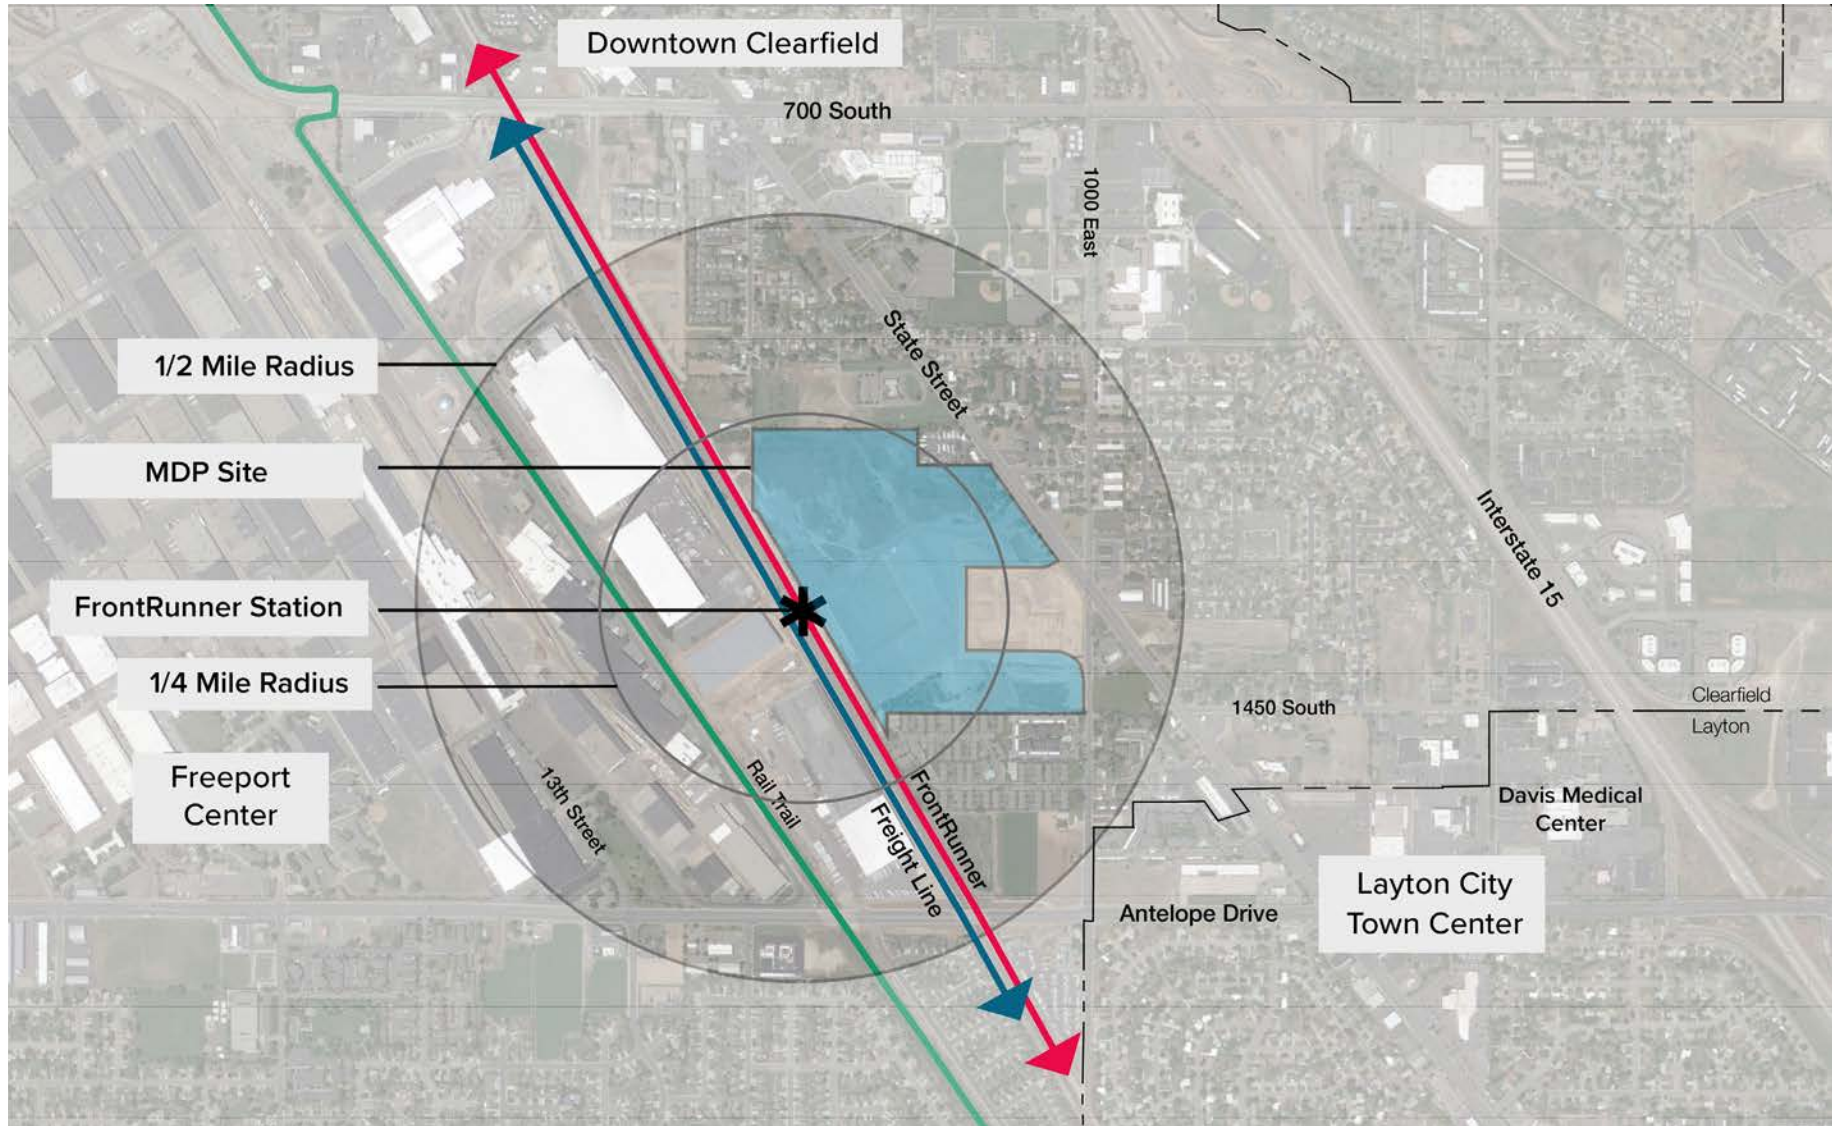 Downtown Clearfield
700 South
1000 East
State Street
1/2 Mile Radius
MDP Site
Interstate 15
FrontRunner Station
1/4 Mile Radius
Clearfield
1450 South
Layton
Freeport
Center
13th Street
Rail Trail
Freight Line
FrontRunner
Davis Medical
Center
Layton City
Town Center
Antelope Drive